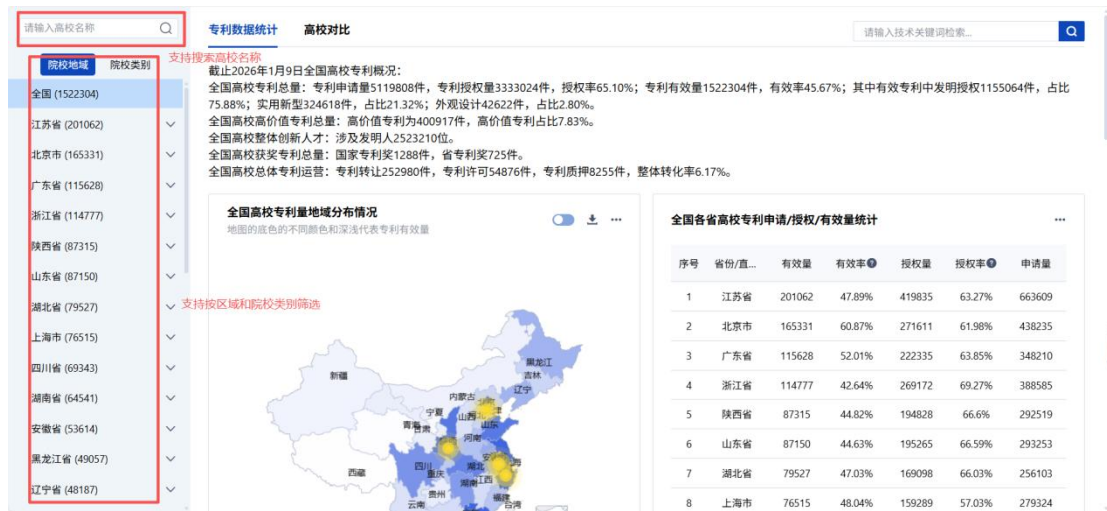 请输入高校名称
专利数据统计
高校对比
请输入技术关键词检索...
支持搜索高校名称
院校地域
院校类别
全国 (1522304)
江苏省 (201062)
北京市 (165331)
广东省 (115628)
浙江省 (114777)
陕西省 (87315)
山东省 (87150)
湖北省 (79527)
上海市 (76515)
四川省 (69343)
湖南省 (64541)
安徽省 (53614)
黑龙江省 (49057)
辽宁省 (48187)
支持按区域和院校类别筛选
截止2026年1月9日全国高校专利概况：
全国高校专利总量：专利申请量5119808件，专利授权量3333024件，授权率65.10%；专利有效量1522304件，有效率45.67%；其中有效专利中发明授权1155064件，占比
75.88%；实用新型324618件，占比21.32%；外观设计42622件，占比2.80%。
全国高校高价值专利总量：高价值专利为400917件，高价值专利占比7.83%。
全国高校整体创新人才：涉及发明人2523210位。
全国高校获奖专利总量：国家专利奖1288件，省专利奖725件。
全国高校总体专利运营：专利转让252980件，专利许可54876件，专利质押8255件，整体转化率6.17%。
全国高校专利量地域分布情况
地图的底色的不同颜色和深浅代表专利有效量
黑龙江
吉林
辽宁
新疆
内蒙古
宁夏
山西
山东
青海
甘肃
河南
西藏
四川
重庆
湖北
湖南
江西
贵州
云南
福建
台湾
全国各省高校专利申请/授权/有效量统计
序号 省份/直... 有效量 有效率 授权量 授权率 申请量
1 江苏省 201062 47.89% 419835 63.27% 663609
2 北京市 165331 60.87% 271611 61.98% 438235
3 广东省 115628 52.01% 222335 63.85% 348210
4 浙江省 114777 42.64% 269172 69.27% 388585
5 陕西省 87315 44.82% 194828 66.6% 292519
6 山东省 87150 44.63% 195265 66.59% 293253
7 湖北省 79527 47.03% 169098 66.03% 256103
8 上海市 76515 48.04% 159289 57.03% 279324